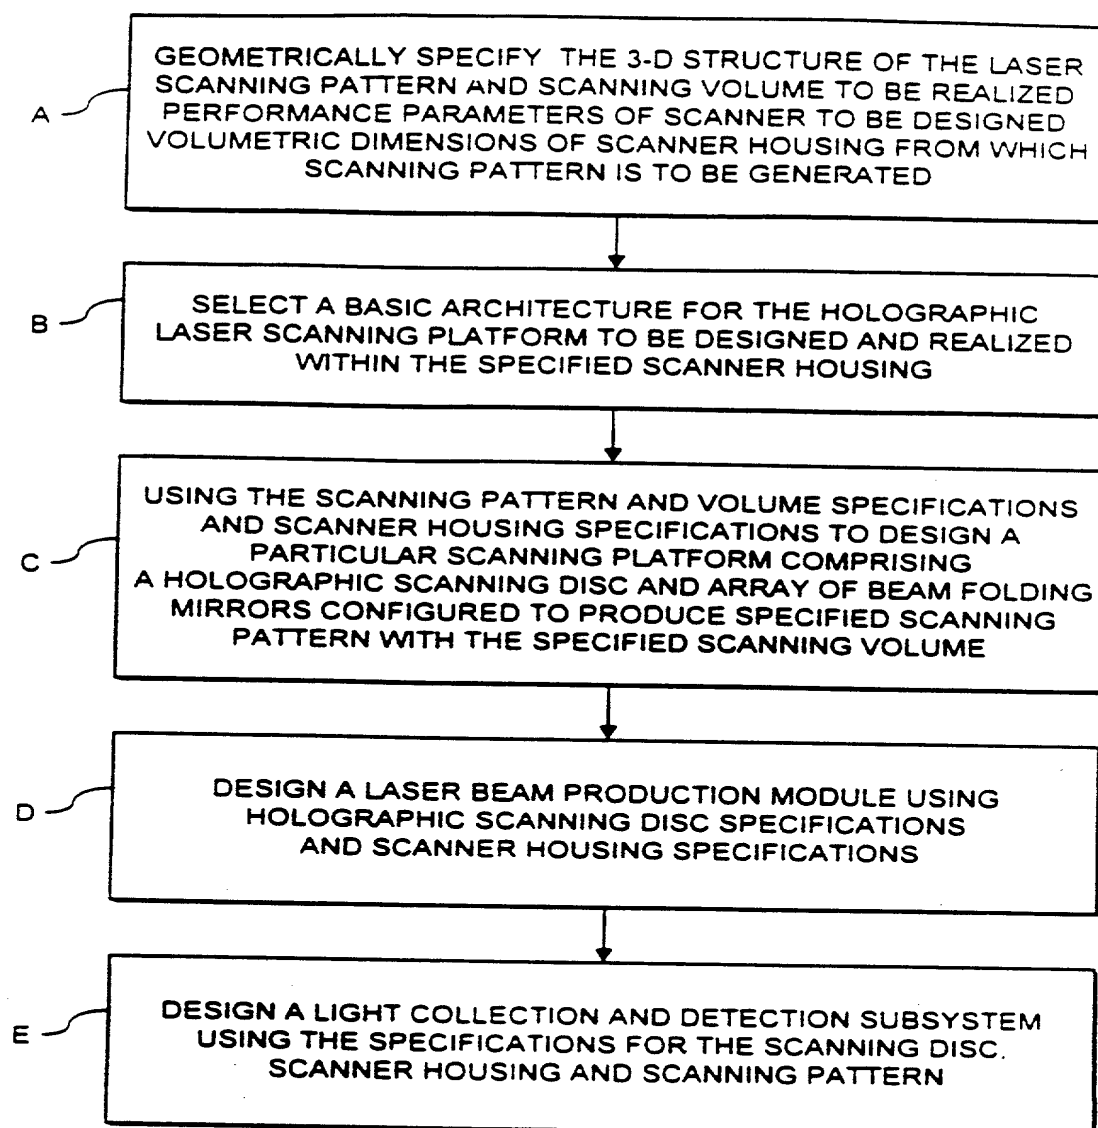 A
GEOMETRICALLY SPECIFY THE 3-D STRUCTURE OF THE LASER
SCANNING PATTERN AND SCANNING VOLUME TO BE REALIZED
PERFORMANCE PARAMETERS OF SCANNER TO BE DESIGNED
VOLUMETRIC DIMENSIONS OF SCANNER HOUSING FROM WHICH
SCANNING PATTERN IS TO BE GENERATED
B
SELECT A BASIC ARCHITECTURE FOR THE HOLOGRAPHIC
LASER SCANNING PLATFORM TO BE DESIGNED AND REALIZED
WITHIN THE SPECIFIED SCANNER HOUSING
C
USING THE SCANNING PATTERN AND VOLUME SPECIFICATIONS
AND SCANNER HOUSING SPECIFICATIONS TO DESIGN A
PARTICULAR SCANNING PLATFORM COMPRISING
A HOLOGRAPHIC SCANNING DISC AND ARRAY OF BEAM FOLDING
MIRRORS CONFIGURED TO PRODUCE SPECIFIED SCANNING
PATTERN WITH THE SPECIFIED SCANNING VOLUME
D
DESIGN A LASER BEAM PRODUCTION MODULE USING
HOLOGRAPHIC SCANNING DISC SPECIFICATIONS
AND SCANNER HOUSING SPECIFICATIONS
E
DESIGN A LIGHT COLLECTION AND DETECTION SUBSYSTEM
USING THE SPECIFICATIONS FOR THE SCANNING DISC.
SCANNER HOUSING AND SCANNING PATTERN